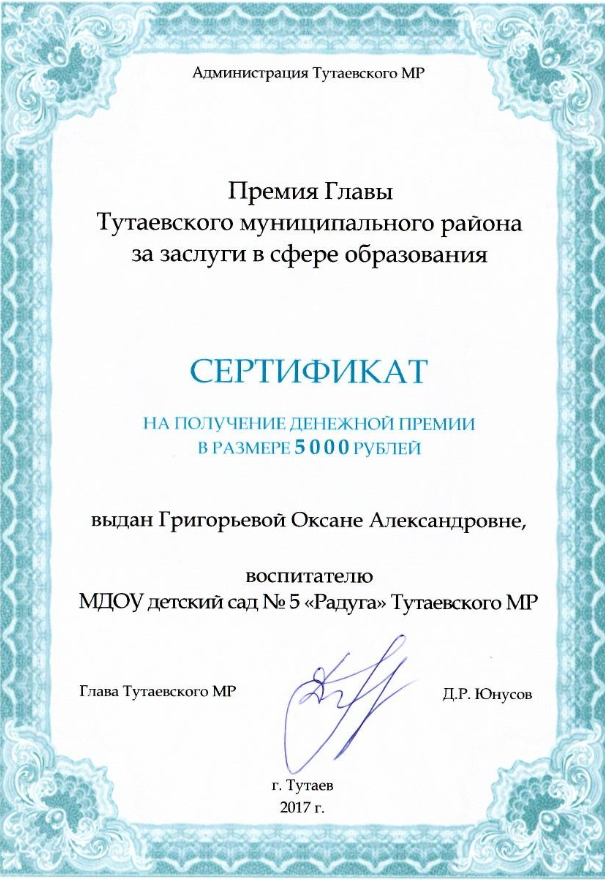 Администрация Тутаевского МР
Премия Главы
Тутаевского муниципального района
за заслуги в сфере образования
СЕРТИФИКАТ
НА ПОЛУЧЕНИЕ ДЕНЕЖНОЙ ПРЕМИИ
В РАЗМЕРЕ 5000 РУБЛЕЙ
выдан Григорьевой Оксане Александровне,
воспитателю
МДОУ детский сад № 5 «Радуга» Тутаевского МР
Глава Тутаевского МР Д.Р. Юнусов
г. Тутаев
2017 г.